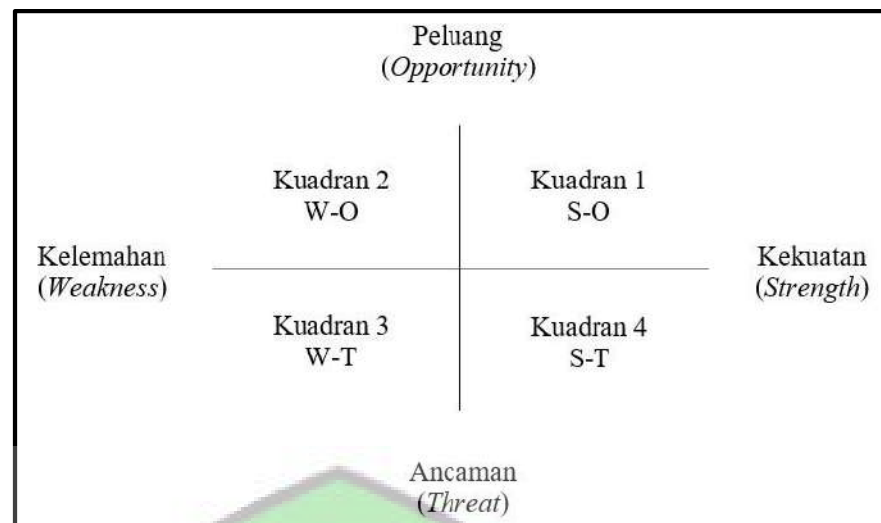 Peluang
(Opportunity)
Kuadran 2
W-O
Kuadran 1
S-O
Kelemahan
(Weakness)
Kekuatan
(Strength)
Kuadran 3
W-T
Kuadran 4
S-T
Ancaman
(Threat)